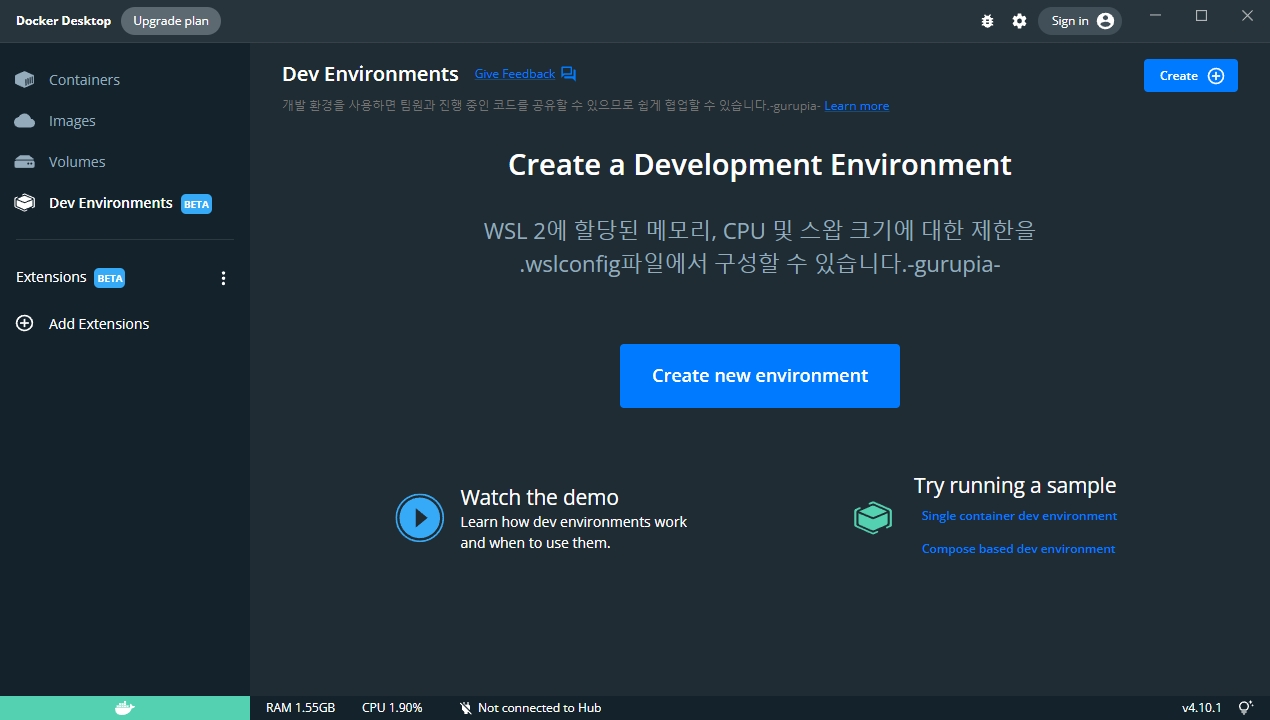 Docker Desktop Upgrade plan Sign in
Containers
Images
Volumes
Dev Environments BETA
Extensions BETA
Add Extensions
Dev Environments Give Feedback Create
개발 환경을 사용하면 팀원과 진행 중인 코드를 공유할 수 있으므로 쉽게 협업할 수 있습니다.-gurupia- Learn more
Create a Development Environment
WSL 2에 할당된 메모리, CPU 및 스왑 크기에 대한 제한을
.wslconfig파일에서 구성할 수 있습니다.-gurupia-
Create new environment
Watch the demo
Learn how dev environments work
and when to use them.
Try running a sample
Single container dev environment
Compose based dev environment
RAM 1.55GB CPU 1.90% Not connected to Hub v4.10.1